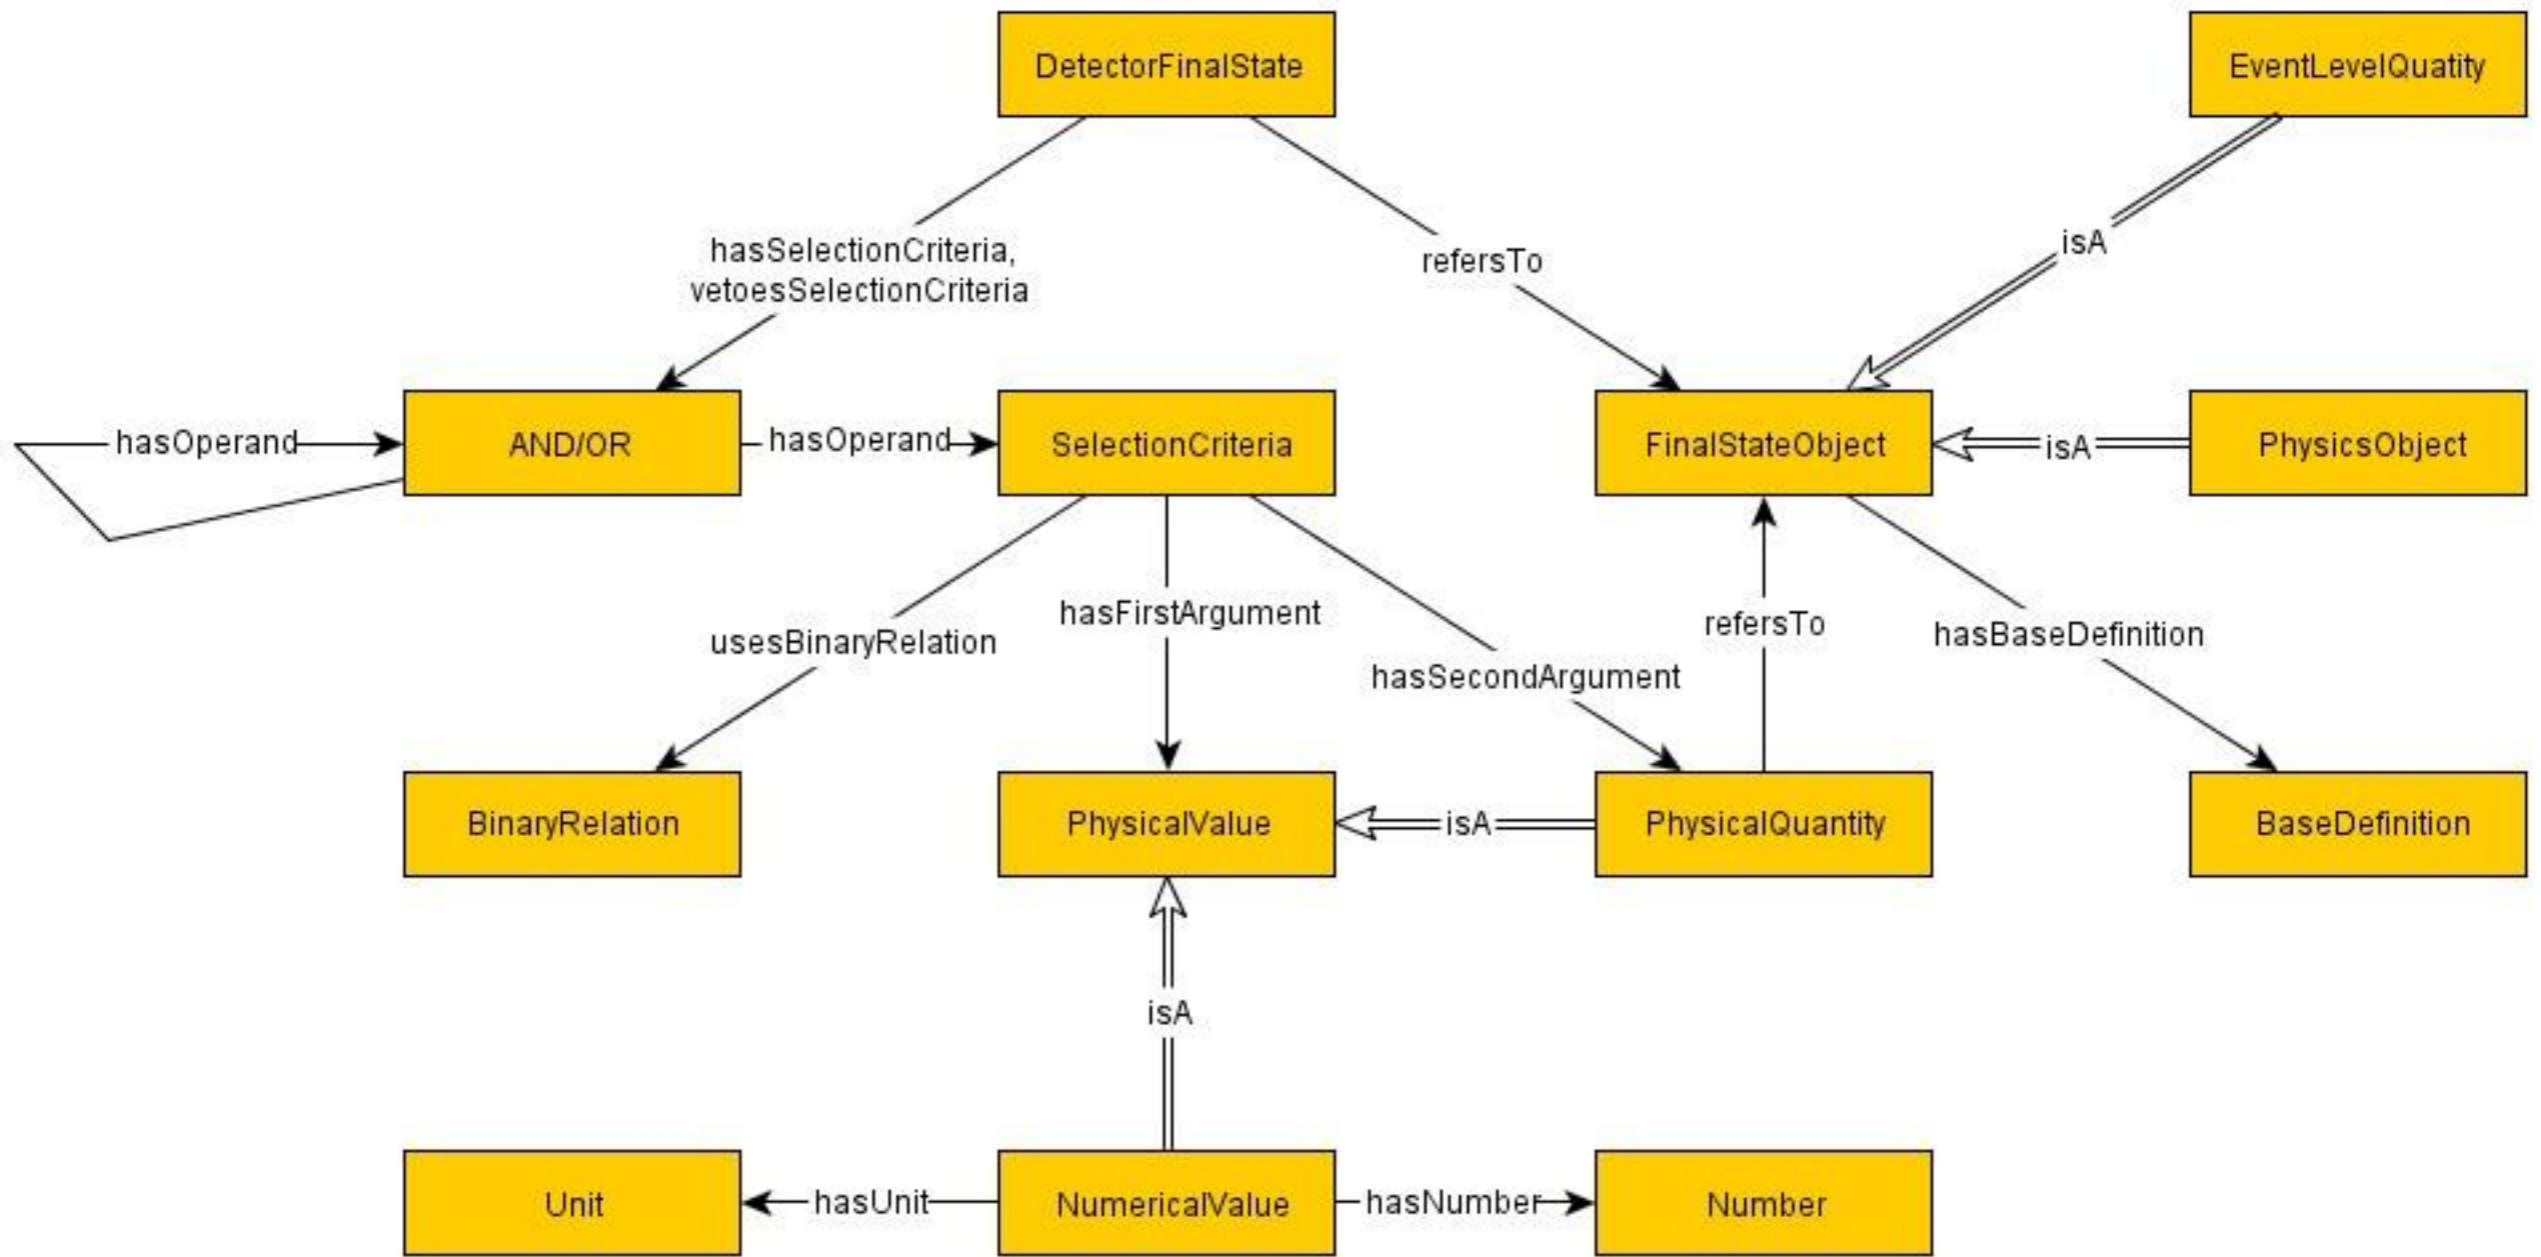 DetectorFinalState
EventLevelQuatity
hasSelectionCriteria,
vetoesSelectionCriteria
refersTo
isA
hasOperand
AND/OR
hasOperand
SelectionCriteria
FinalStateObject
isA
PhysicsObject
usesBinaryRelation
hasFirstArgument
hasSecondArgument
refersTo
hasBaseDefinition
BinaryRelation
PhysicalValue
isA
PhysicalQuantity
BaseDefinition
isA
Unit
hasUnit
NumericalValue
hasNumber
Number